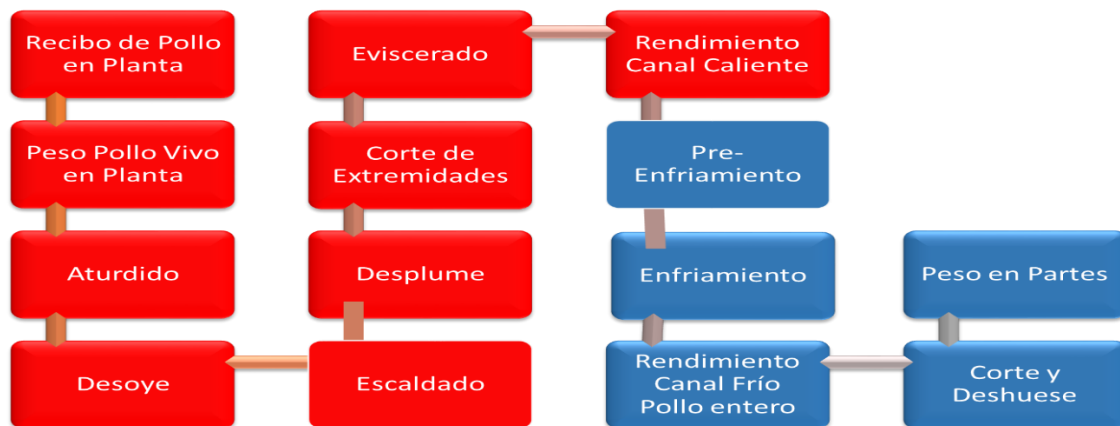 Recibo de Pollo
en Planta
Peso Pollo Vivo
en Planta
Aturdido
Desoye
Escaldado
Desplume
Corte de
Extremidades
Eviscerado
Rendimiento
Canal Caliente
Pre-
Enfriamiento
Enfriamiento
Rendimiento
Canal Frío
Pollo entero
Corte y
Deshuese
Peso en Partes